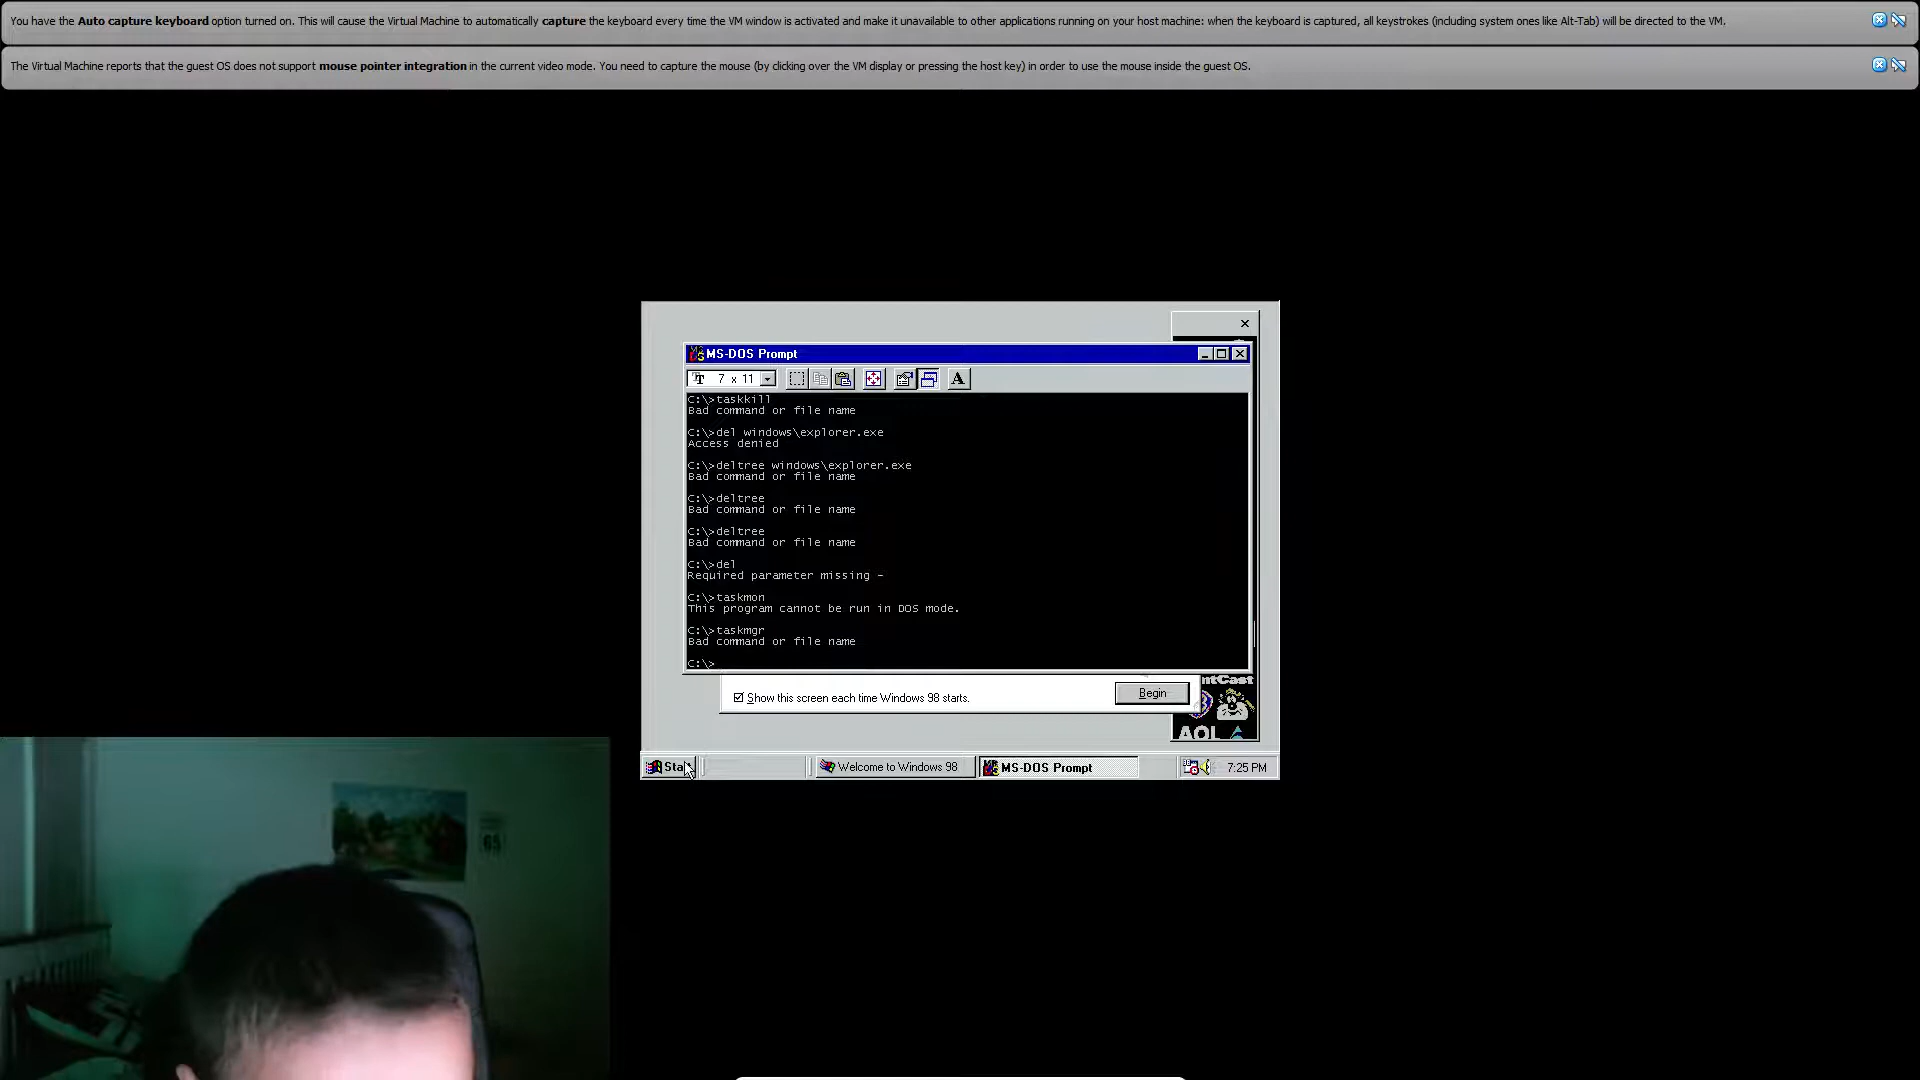 You have the Auto capture keyboard option turned on. This will cause the Virtual Machine to automatically capture the keyboard every time the VM window is activated and make it unavailable to other applications running on your host machine: when the keyboard is captured, all keystrokes (including system ones like Alt-Tab) will be directed to the VM.
The Virtual Machine reports that the guest OS does not support mouse pointer integration in the current video mode. You need to capture the mouse (by clicking over the VM display or pressing the host key) in order to use the mouse inside the guest OS.
MS-DOS Prompt
7 x 11
A
C:\>taskkill
Bad command or file name
C:\>del windows\explorer.exe
Access denied
C:\>deltree windows\explorer.exe
Bad command or file name
C:\>deltree
Bad command or file name
C:\>deltree
Bad command or file name
C:\>del
Required parameter missing -
C:\>taskmon
This program cannot be run in DOS mode.
C:\>taskmgr
Bad command or file name
C:\>
ntCast
Show this screen each time Windows 98 starts.
Begin
AOL
Start
Welcome to Windows 98
MS-DOS Prompt
7:25 PM
65